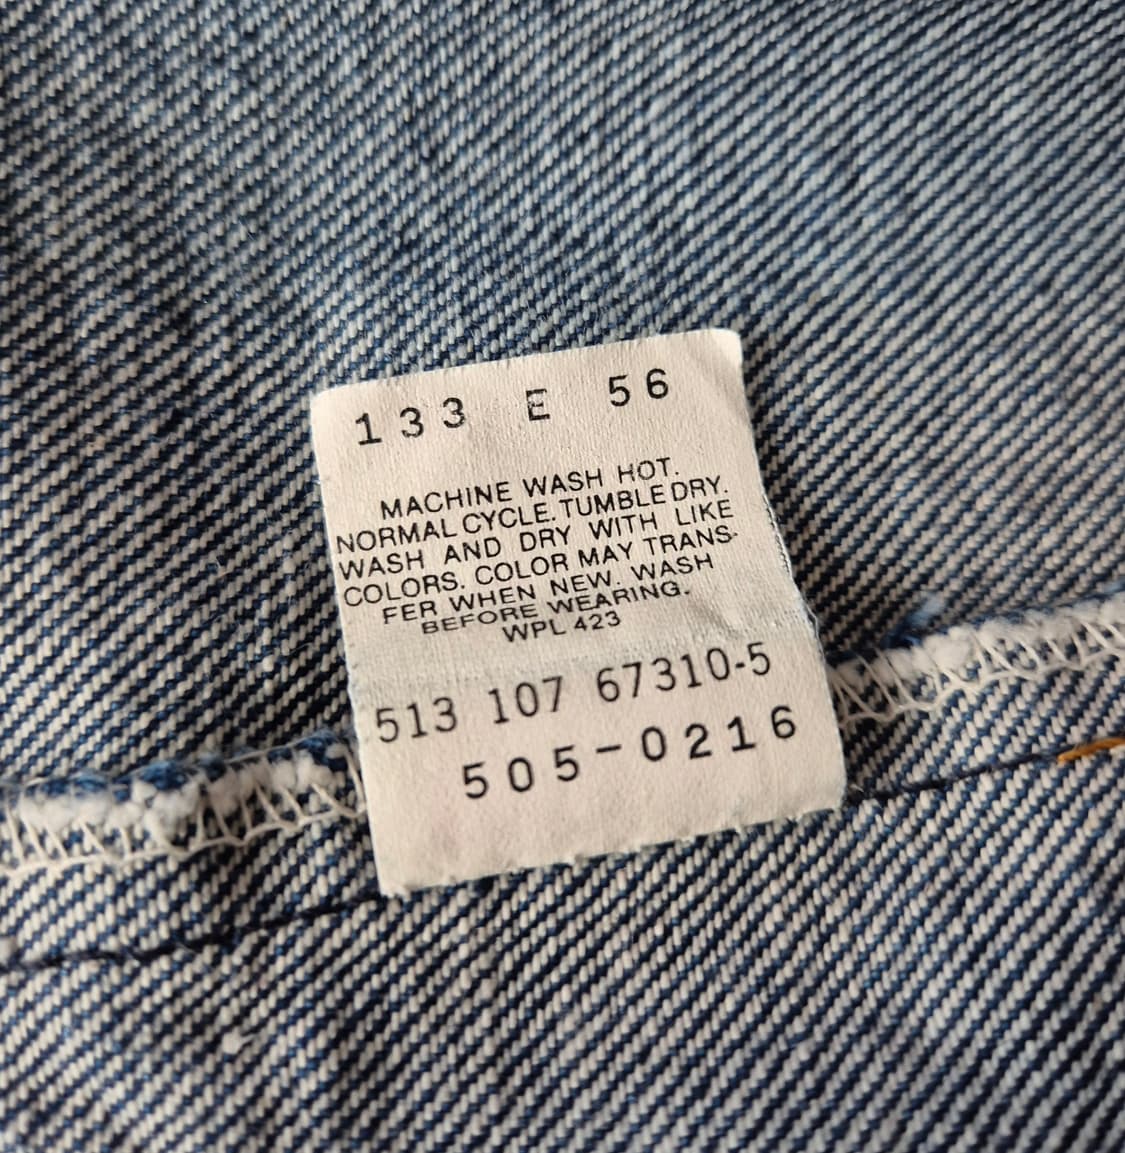 133 E 56
MACHINE WASH HOT.
NORMAL CYCLE. TUMBLE DRY.
WASH AND DRY WITH LIKE
COLORS. COLOR MAY TRANS-
FER WHEN NEW. WASH
BEFORE WEARING.
WPL 423
513 107 67310-5
505-0216